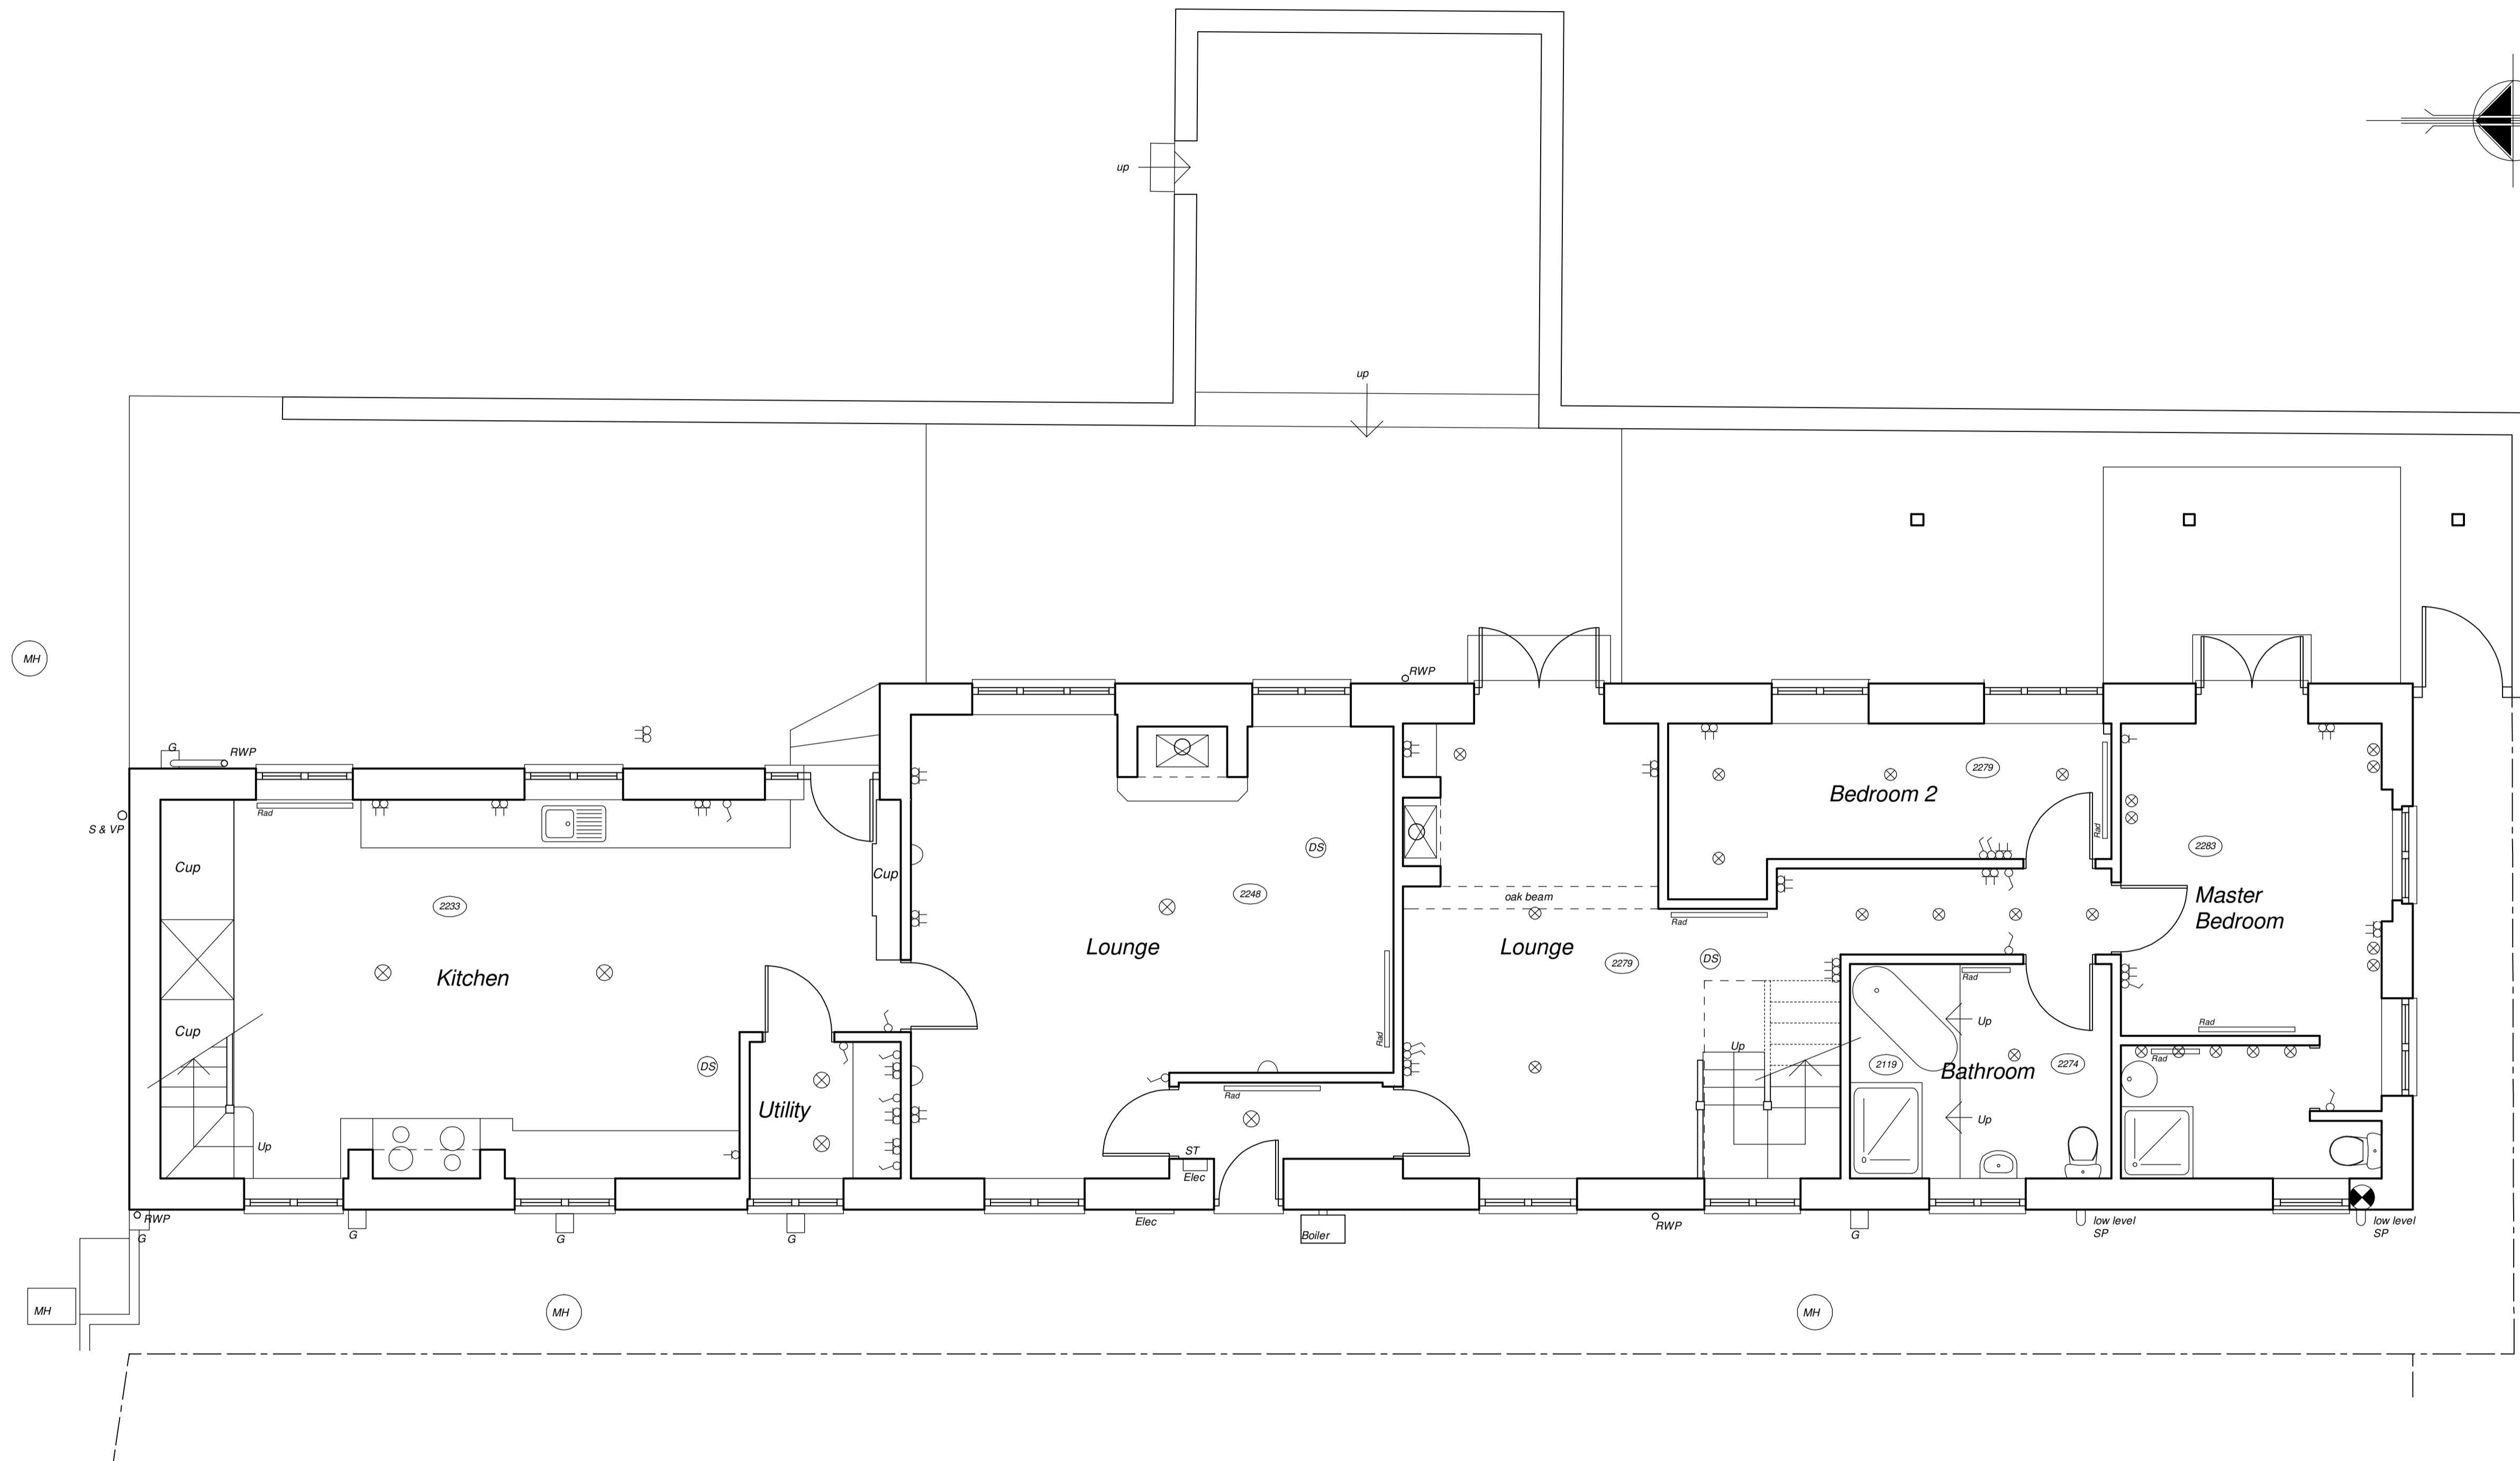 up
up
MH
G
RWP
RWP
S & VP
Rad
Cup
Cup
2233
Kitchen
Cup
DS
Up
Utility
DS
2248
Lounge
Rad
Rad
ST
Elec
oak beam
Lounge
2279
DS
Up
Rad
Bedroom 2
2279
Rad
2283
Master
Bedroom
Rad
Rad
Rad
Up
2119
Bathroom
2274
Up
RWP
G
G
G
G
Elec
Boiler
RWP
G
low level
SP
low level
SP
MH
MH
MH